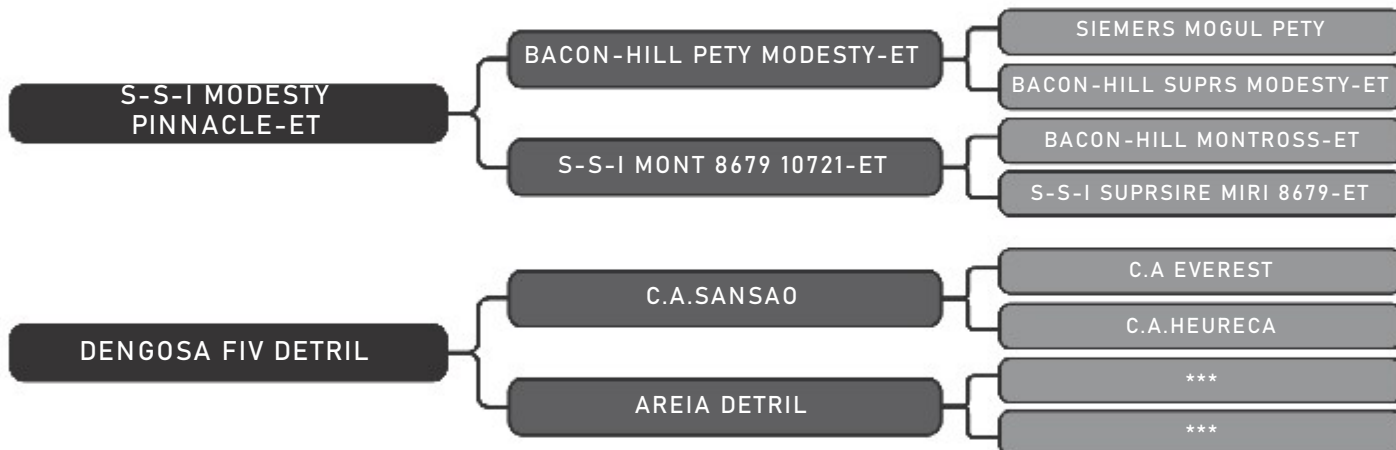 S-S-I MODESTY
PINNACLE-ET
BACON-HILL PETY MODESTY-ET
SIEMERS MOGUL PETY
BACON-HILL SUPRS MODESTY-ET
S-S-I MONT 8679 10721-ET
BACON-HILL MONTROSS-ET
S-S-I SUPRSIRE MIRI 8679-ET
DENGOSA FIV DETRIL
C.A.SANSAO
C.A EVEREST
C.A.HEURECA
AREIA DETRIL
***
***